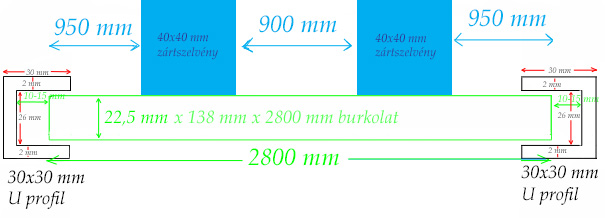 950 mm
900 mm
950 mm
40x40 mm
zártszelvény
40x40 mm
zártszelvény
30 mm
30 mm
2 mm
2 mm
10-15 mm
10-15 mm
26 mm
26 mm
22,5 mm x 138 mm x 2800 mm burkolat
2 mm
2 mm
2800 mm
30x30 mm
U profil
30x30 mm
U profil